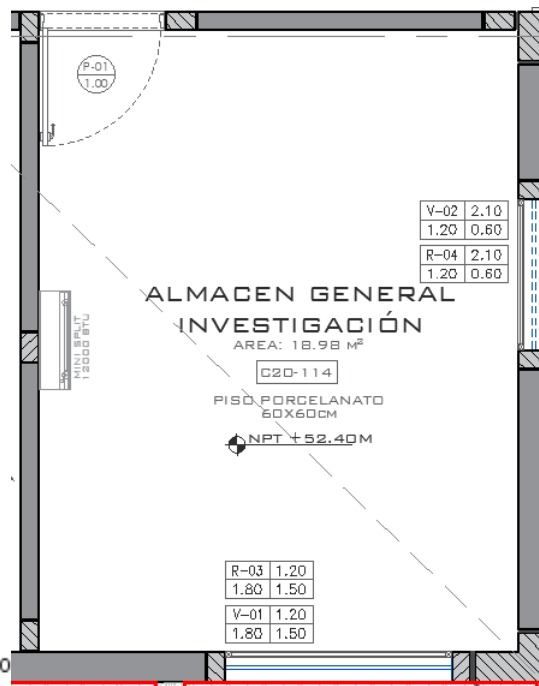 P-01
1.00
V-02 2.10
1.20 0.60
R-04 2.10
1.20 0.60
ALMACEN GENERAL
INVESTIGACIÓN
AREA: 18.98 M²
C20-114
PISO PORCELANATO
60X60CM
NPT +52.40M
MINI SPLIT
12000 BTU
R-03 1.20
1.80 1.50
V-01 1.20
1.80 1.50
0